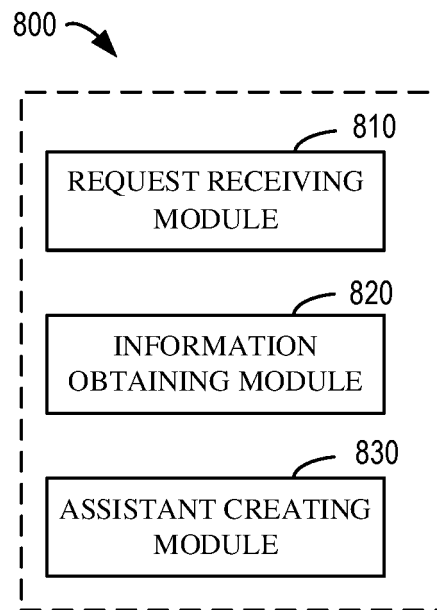 800
810
REQUEST RECEIVING
MODULE
820
INFORMATION
OBTAINING MODULE
830
ASSISTANT CREATING
MODULE